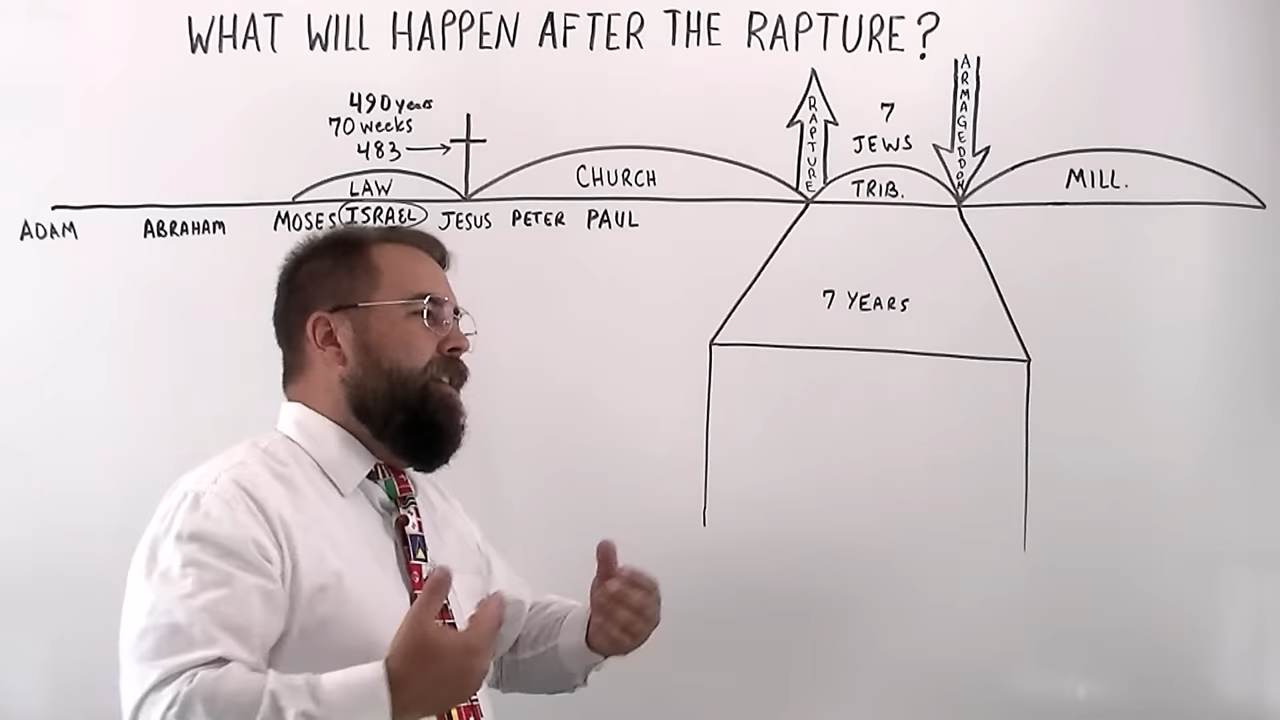 WHAT WILL HAPPEN AFTER THE RAPTURE?
490 years
70 weeks
483
LAW
CHURCH
RAPTURE
7
JEWS
TRIB.
ARMAGEDDON
MILL.
ADAM
ABRAHAM
MOSES
ISRAEL
JESUS
PETER
PAUL
7 YEARS